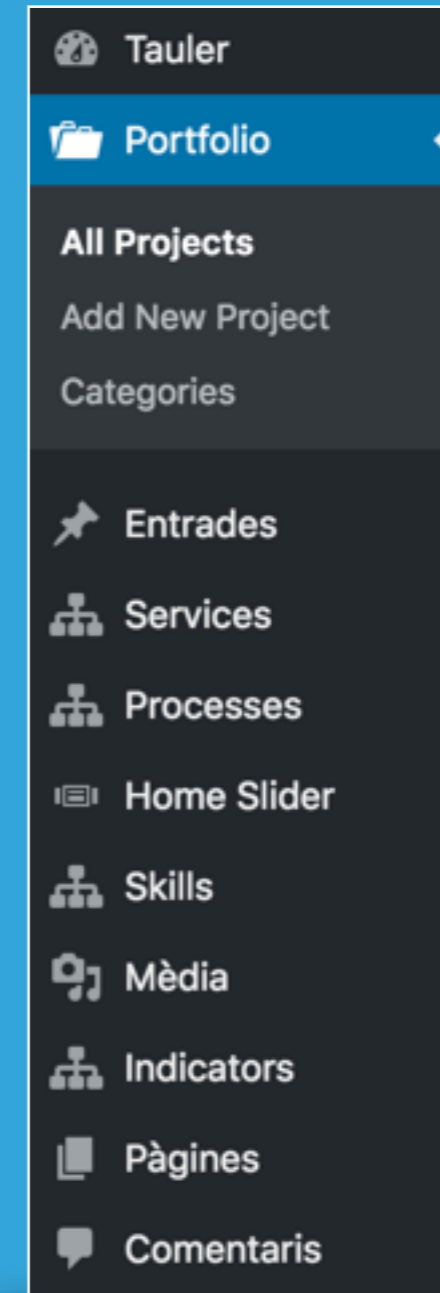 Tauler
Portfolio
All Projects
Add New Project
Categories
Entrades
Services
Processes
Home Slider
Skills
Mèdia
Indicators
Pàgines
Comentaris